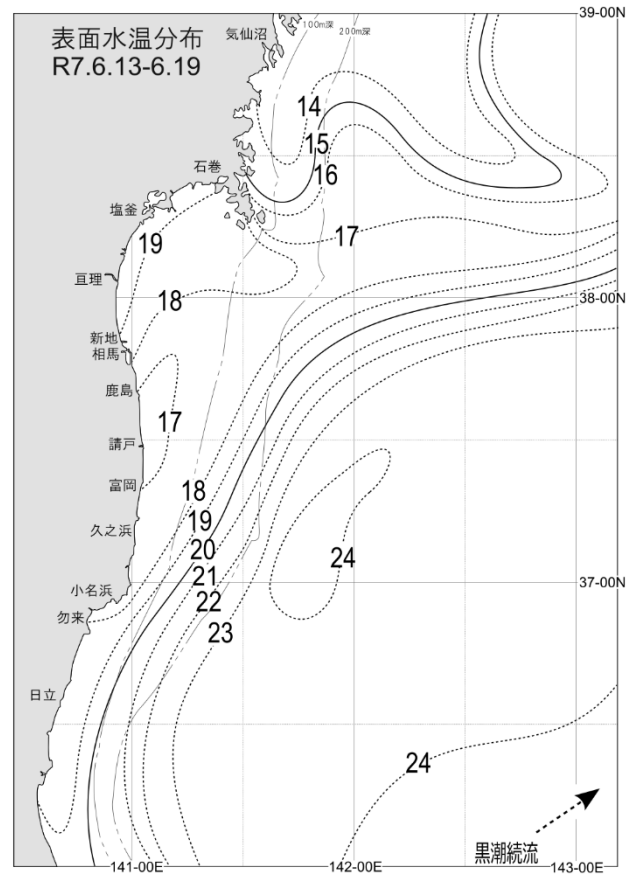 表面水温分布
R7.6.13-6.19
気仙沼
100m深
200m深
39-00N
14
15
石巻
16
塩釜
19
17
亘理
18
38-00N
新地
相馬
鹿島
17
請戸
富岡
18
19
久之浜
20
24
21
37-00N
小名浜
22
勿来
23
日立
24
黒潮続流
141-00E
142-00E
143-00E